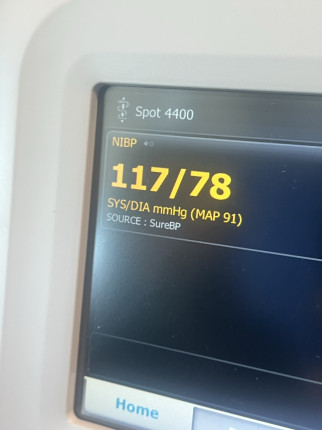 Spot 4400
NIBP
117/78
SYS/DIA mmHg (MAP 91)
SOURCE : SureBP
Home